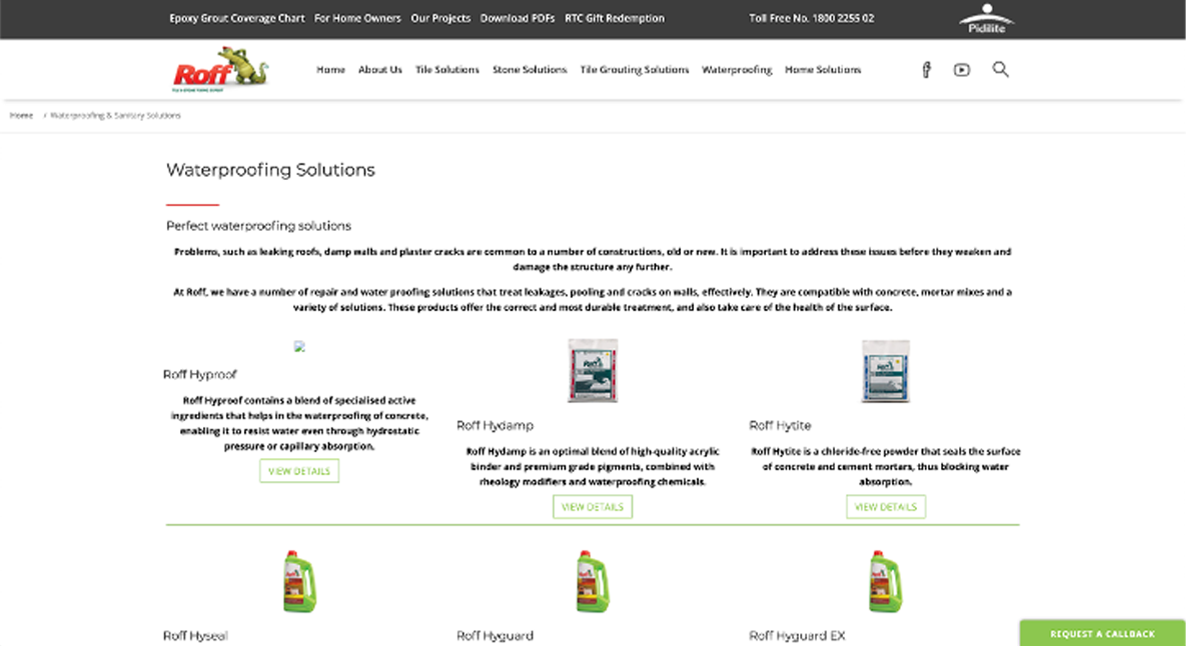 Epoxy Grout Coverage Chart For Home Owners Our Projects Download PDFs RTC Gift Redemption Toll Free No. 1800 2255 02
Pidilite
Roff
Home About Us Tile Solutions Stone Solutions Tile Grouting Solutions Waterproofing Home Solutions
Home / Waterproofing & Sanitary Solutions
Waterproofing Solutions
Perfect waterproofing solutions
Problems, such as leaking roofs, damp walls and plaster cracks are common to a number of constructions, old or new. It is important to address these issues before they weaken and
damage the structure any further.
At Roff, we have a number of repair and water proofing solutions that treat leakages, pooling and cracks on walls, effectively. They are compatible with concrete, mortar mixes and a
variety of solutions. These products offer the correct and most durable treatment, and also take care of the health of the surface.
Roff Hyproof
Roff Hyproof contains a blend of specialised active
ingredients that helps in the waterproofing of concrete,
enabling it to resist water even through hydrostatic
pressure or capillary absorption.
VIEW DETAILS
Roff
Roff Hydamp
Roff Hydamp is an optimal blend of high-quality acrylic
binder and premium grade pigments, combined with
rheology modifiers and waterproofing chemicals.
VIEW DETAILS
Roff
Roff Hytite
Roff Hytite is a chloride-free powder that seals the surface
of concrete and cement mortars, thus blocking water
absorption.
VIEW DETAILS
Roff
Roff Hyseal
Roff
Roff Hyguard
Roff
Roff Hyguard EX
REQUEST A CALLBACK